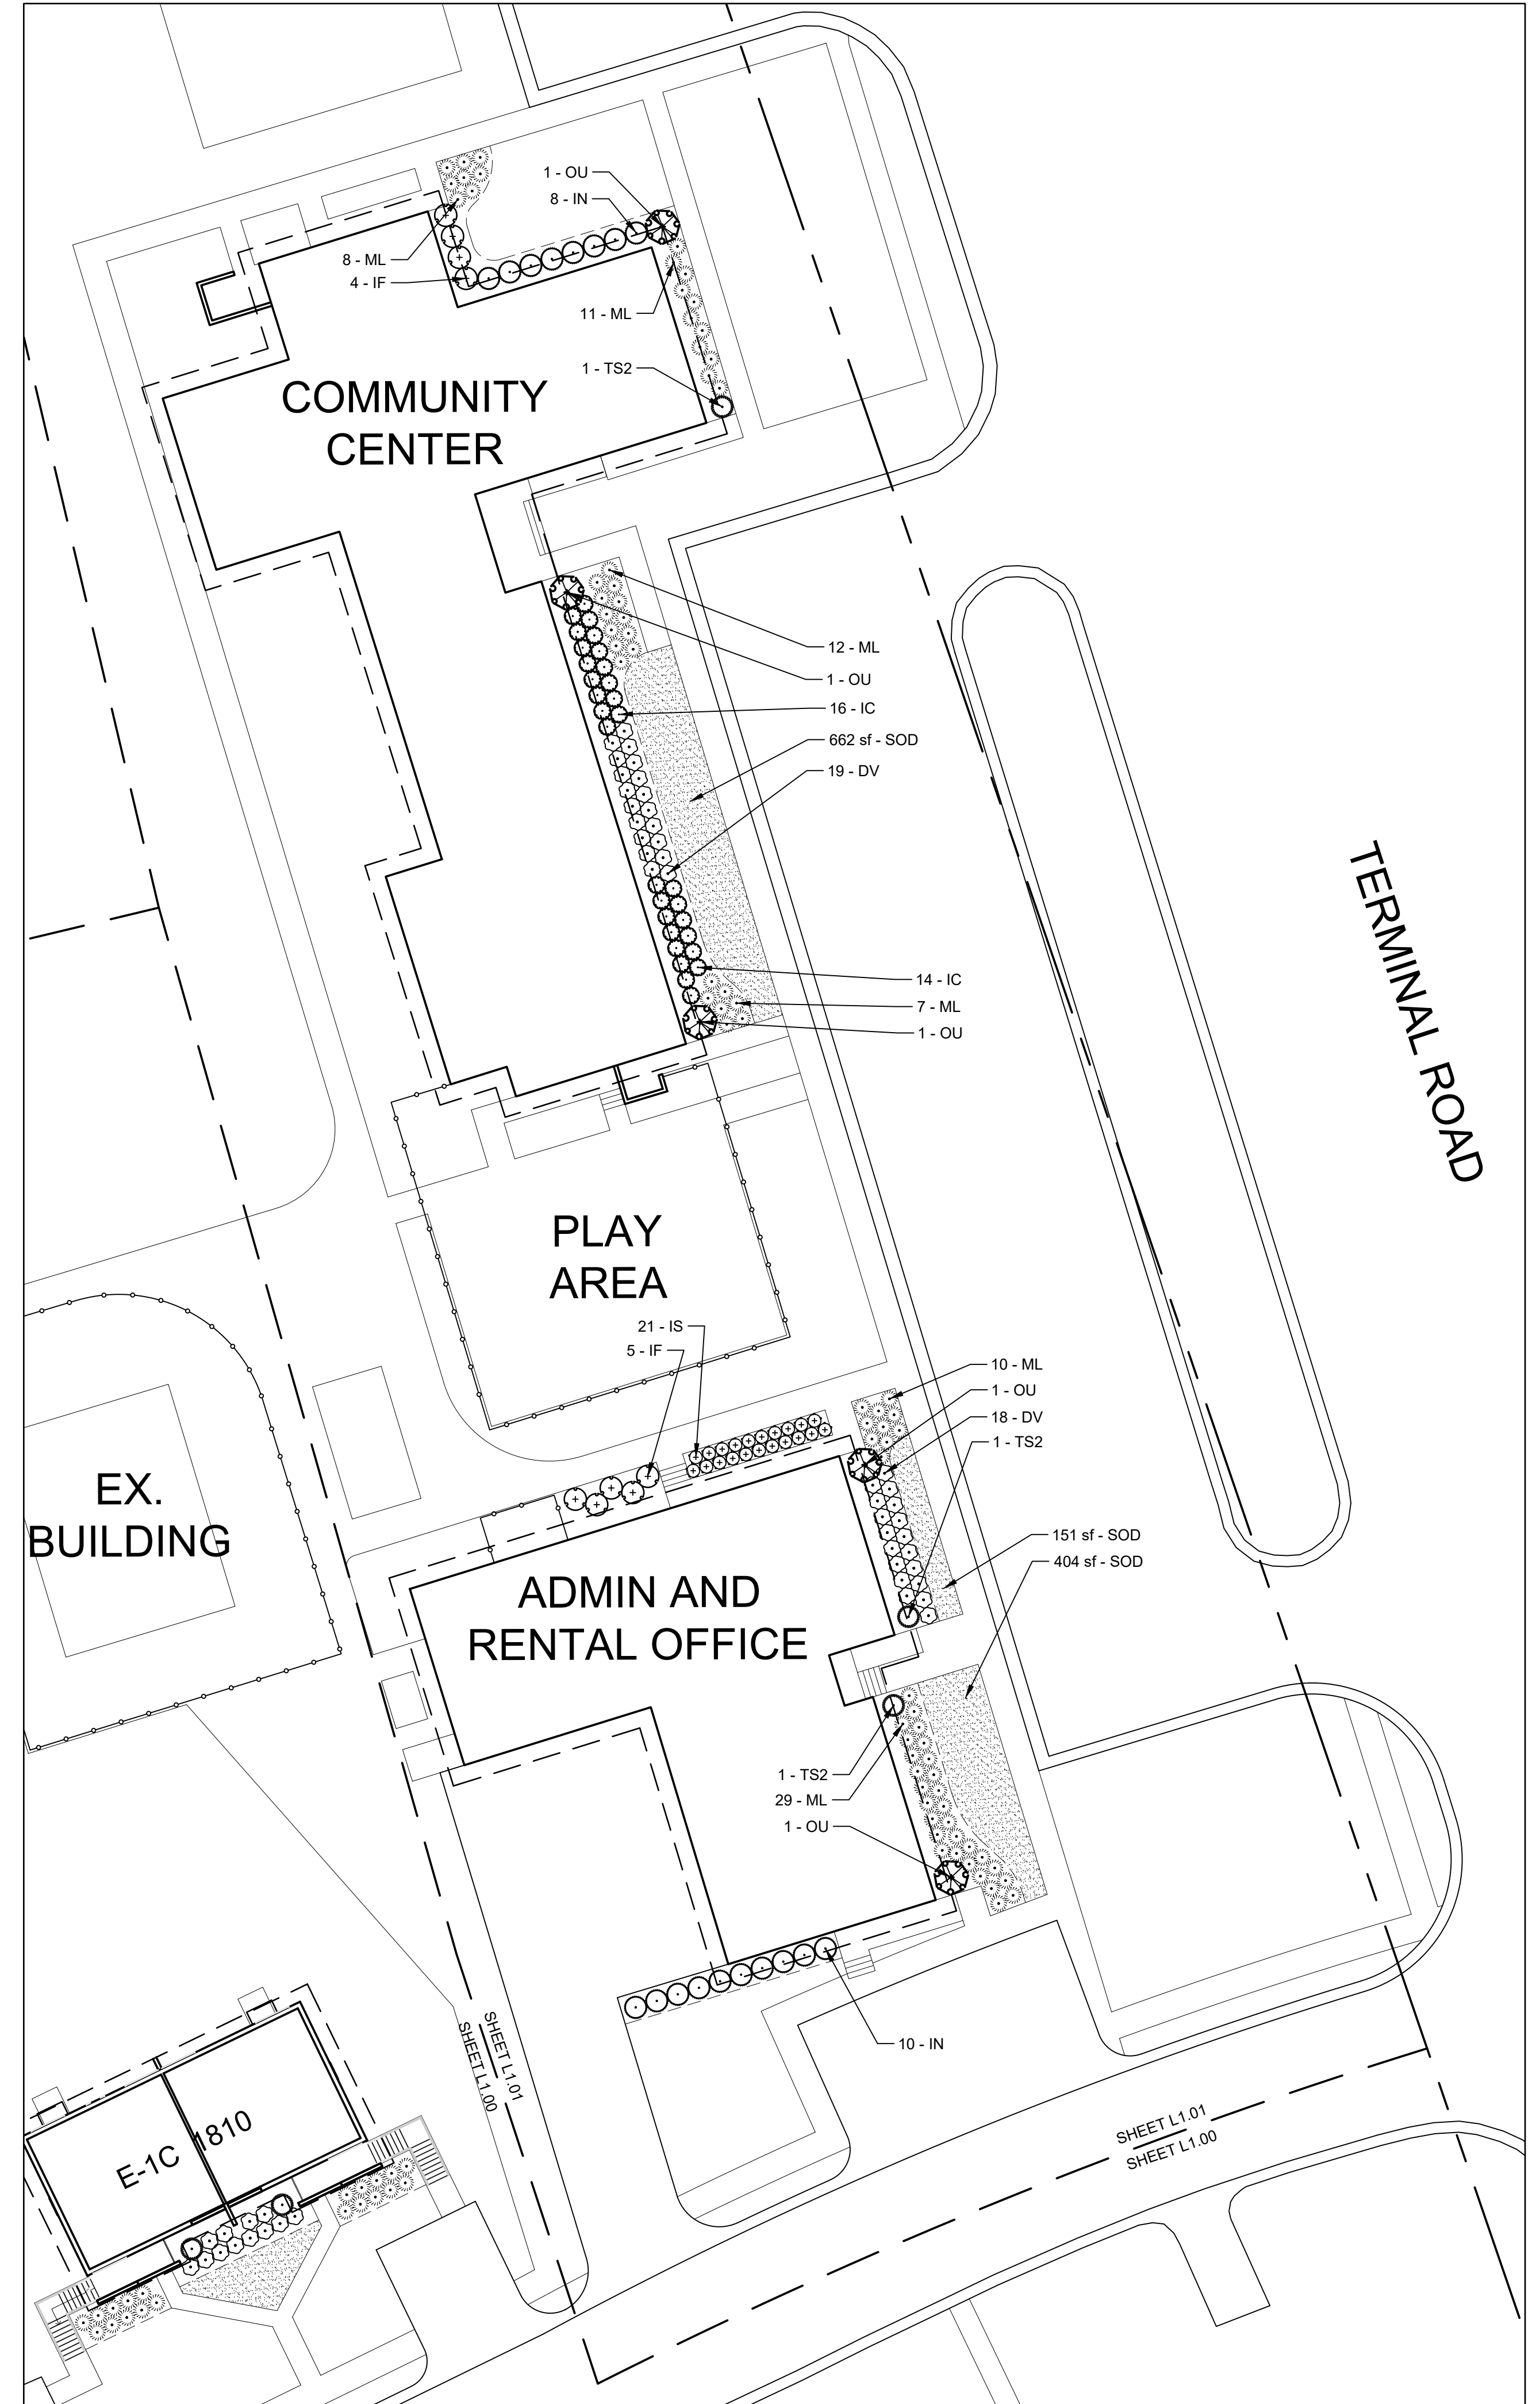 1 - OU
8 - IN
8 - ML
4 - IF
11 - ML
1 - TS2
COMMUNITY
CENTER
12 - ML
1 - OU
16 - IC
662 sf - SOD
19 - DV
TERMINAL ROAD
14 - IC
7 - ML
1 - OU
PLAY
AREA
21 - IS
5 - IF
10 - ML
1 - OU
18 - DV
1 - TS2
EX.
BUILDING
151 sf - SOD
404 sf - SOD
ADMIN AND
RENTAL OFFICE
1 - TS2
29 - ML
1 - OU
10 - IN
SHEET L1.01
SHEET L1.00
E-1C 1810
SHEET L1.01
SHEET L1.00